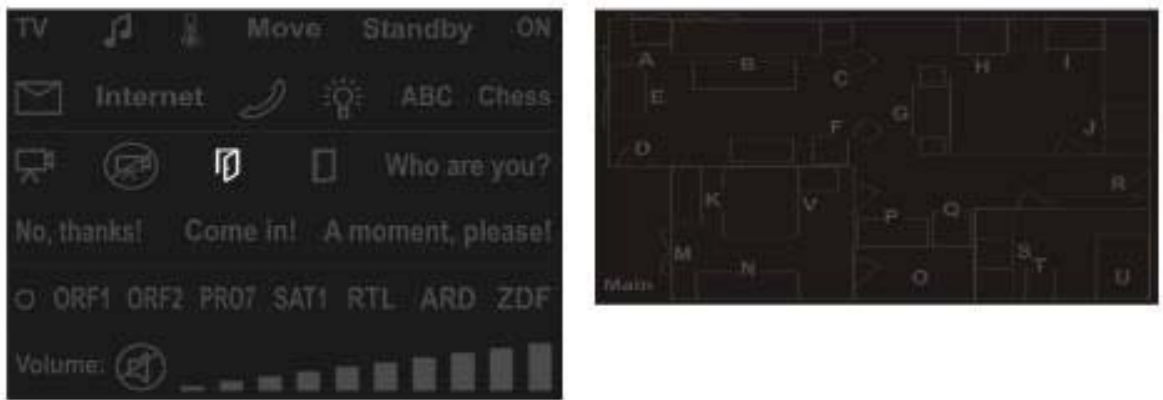 TV Move Standby ON
Internet ABC Chess
Who are you?
No, thanks! Come in! A moment, please!
ORF1 ORF2 PRO7 SAT1 RTL ARD ZDF
Volume:
A B C H I
E G F J
D K V P Q R
M N O S T U
Main